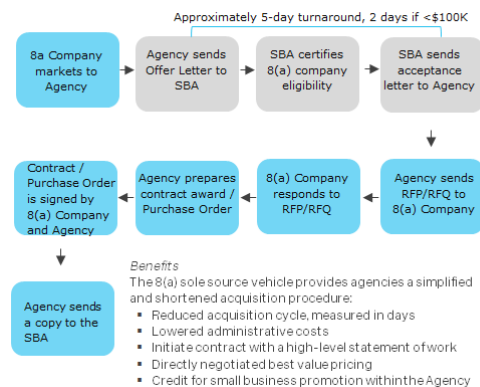 Approximately 5-day turnaround, 2 days if <$100K
8a Company
markets to
Agency
Agency sends
Offer Letter to
SBA
SBA certifies
8(a) company
eligibility
SBA sends
acceptance
letter to Agency
Contract /
Purchase Order
is signed by
8(a) Company
and Agency
Agency prepares
contract award /
Purchase Order
8(a) Company
responds to
RFP/RFQ
Agency sends
RFP/RFQ to
8(a) Company
Agency sends
a copy to the
SBA
Benefits
The 8(a) sole source vehicle provides agencies a simplified
and shortened acquisition procedure:
▪ Reduced acquisition cycle, measured in days
▪ Lowered administrative costs
▪ Initiate contract with a high-level statement of work
▪ Directly negotiated best value pricing
▪ Credit for small business promotion within the Agency